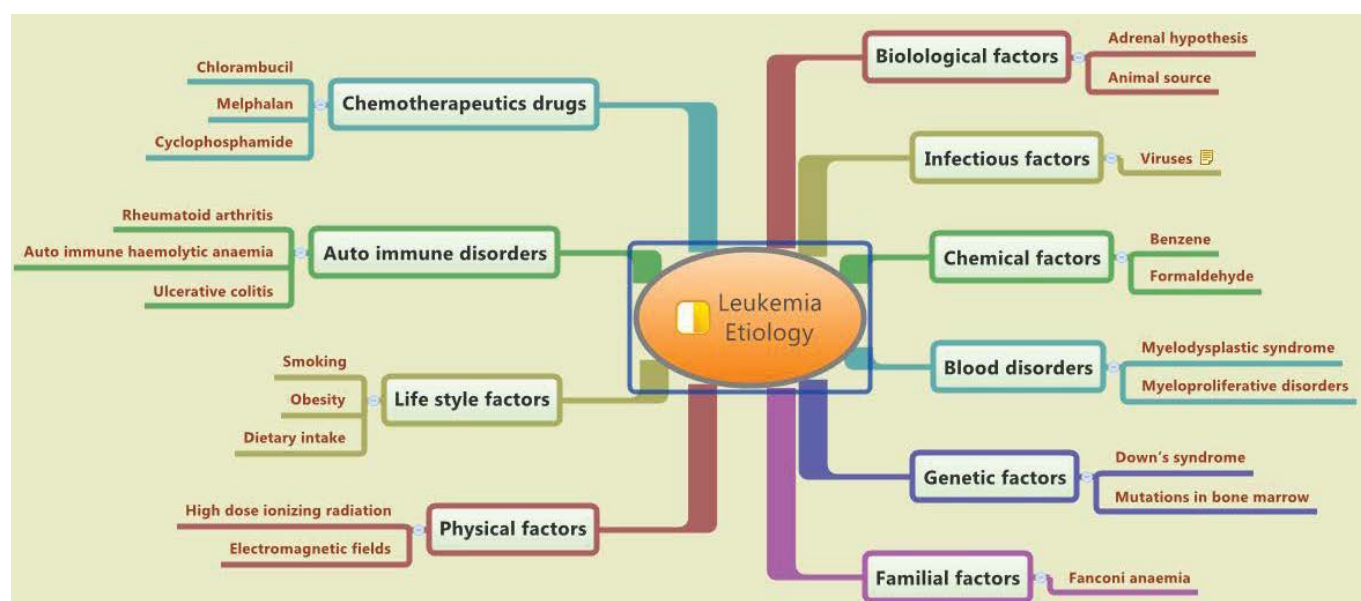 Leukemia
Etiology
Chemotherapeutics drugs
Chlorambucil
Melphalan
Cyclophosphamide
Auto immune disorders
Rheumatoid arthritis
Auto immune haemolytic anaemia
Ulcerative colitis
Life style factors
Smoking
Obesity
Dietary intake
Physical factors
High dose ionizing radiation
Electromagnetic fields
Biolological factors
Adrenal hypothesis
Animal source
Infectious factors
Viruses
Chemical factors
Benzene
Formaldehyde
Blood disorders
Myelodysplastic syndrome
Myeloproliferative disorders
Genetic factors
Down's syndrome
Mutations in bone marrow
Familial factors
Fanconi anaemia